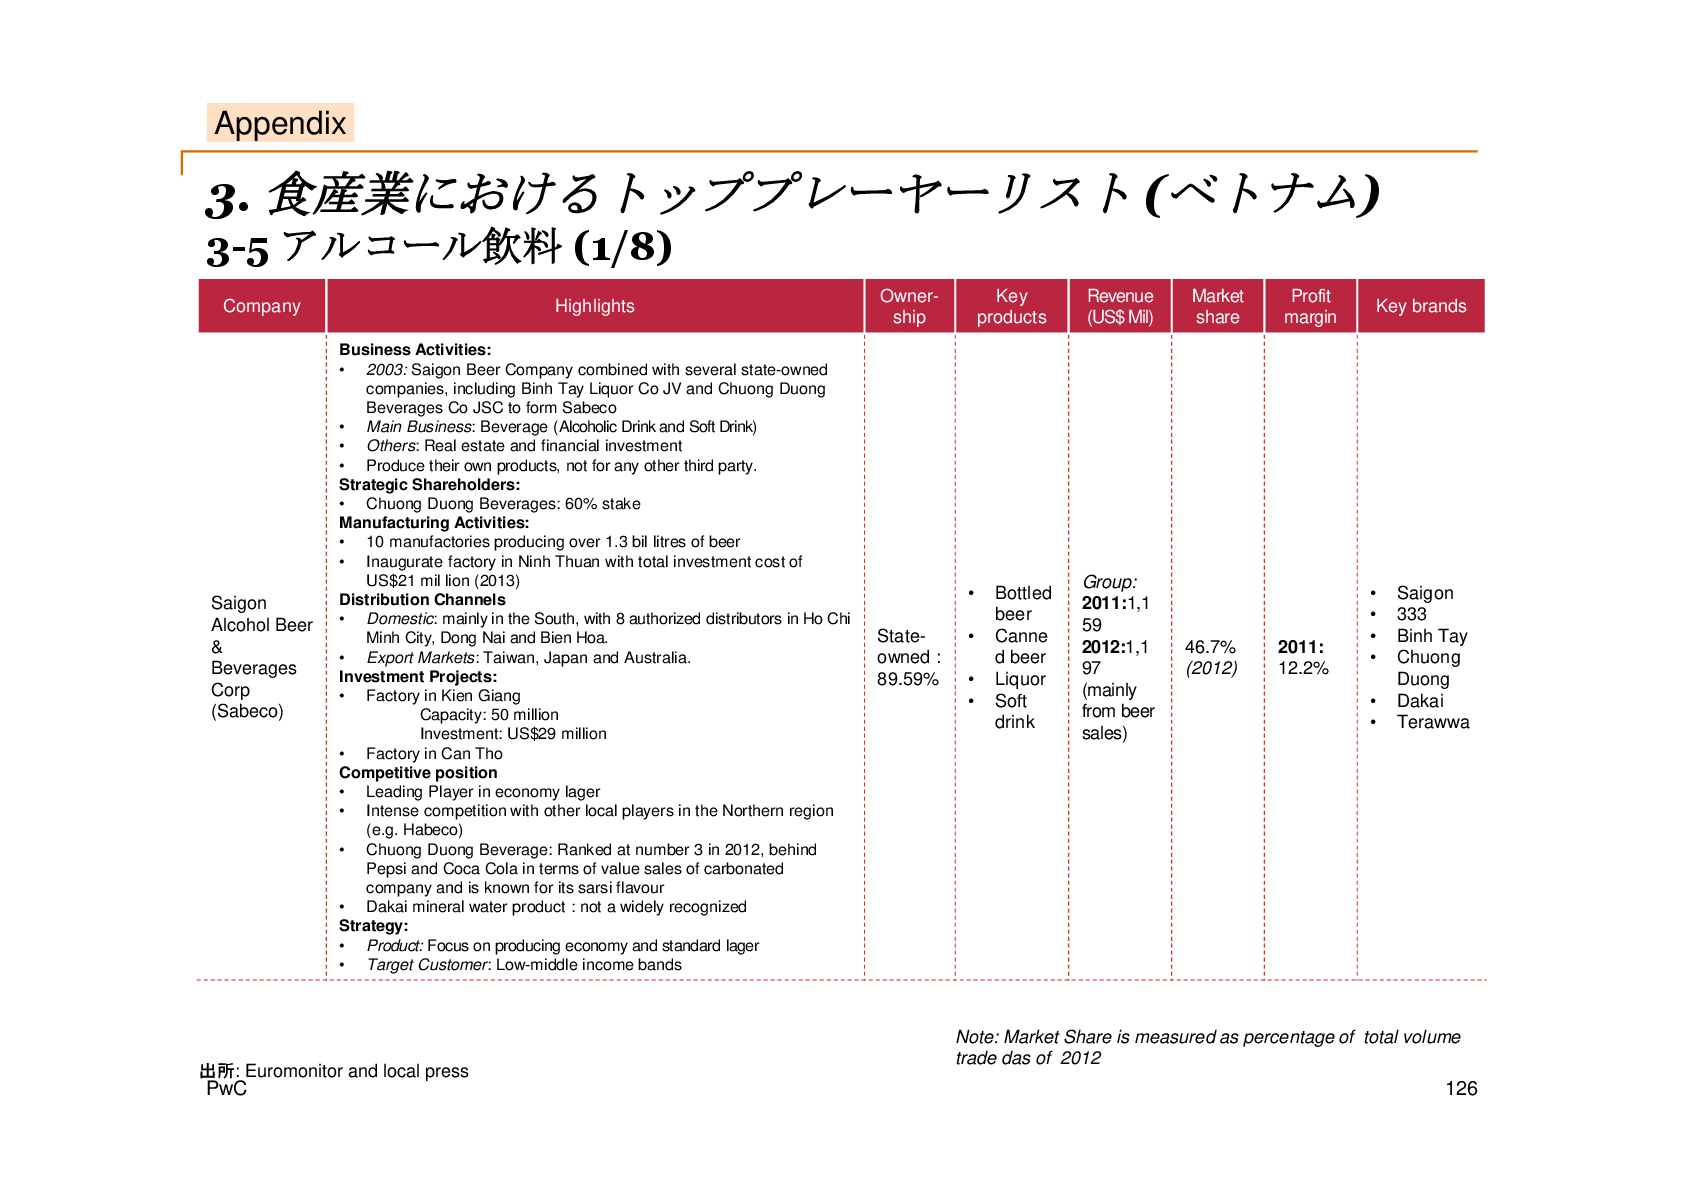 Appendix
3. 食産業におけるトッププレーヤーリスト(ベトナム)
3-5 アルコール飲料 (1/8)
Company
Highlights
Owner-
ship
Key
products
Revenue
(US$ Mil)
Market
share
Profit
margin
Key brands
Saigon
Alcohol Beer
&
Beverages
Corp
(Sabeco)
Business Activities:
• 2003: Saigon Beer Company combined with several state-owned
companies, including Binh Tay Liquor Co JV and Chuong Duong
Beverages Co JSC to form Sabeco
• Main Business: Beverage (Alcoholic Drink and Soft Drink)
• Others: Real estate and financial investment
• Produce their own products, not for any other third party.
Strategic Shareholders:
• Chuong Duong Beverages: 60% stake
Manufacturing Activities:
• 10 manufactories producing over 1.3 bil litres of beer
• Inaugurate factory in Ninh Thuan with total investment cost of
US$21 mil lion (2013)
Distribution Channels
• Domestic: mainly in the South, with 8 authorized distributors in Ho Chi
Minh City, Dong Nai and Bien Hoa.
• Export Markets: Taiwan, Japan and Australia.
Investment Projects:
• Factory in Kien Giang
Capacity: 50 million
Investment: US$29 million
• Factory in Can Tho
Competitive position
• Leading Player in economy lager
• Intense competition with other local players in the Northern region
(e.g. Habeco)
• Chuong Duong Beverage: Ranked at number 3 in 2012, behind
Pepsi and Coca Cola in terms of value sales of carbonated
company and is known for its sarsi flavour
• Dakai mineral water product : not a widely recognized
Strategy:
• Product: Focus on producing economy and standard lager
• Target Customer: Low-middle income bands
State-
owned :
89.59%
• Bottled
beer
• Canne
d beer
• Liquor
• Soft
drink
Group:
2011:1,1
59
2012:1,1
97
(mainly
from beer
sales)
46.7%
(2012)
2011:
12.2%
• Saigon
• 333
• Binh Tay
• Chuong
Duong
• Dakai
• Terawwa
Note: Market Share is measured as percentage of total volume
trade das of 2012
出所: Euromonitor and local press
PwC
126